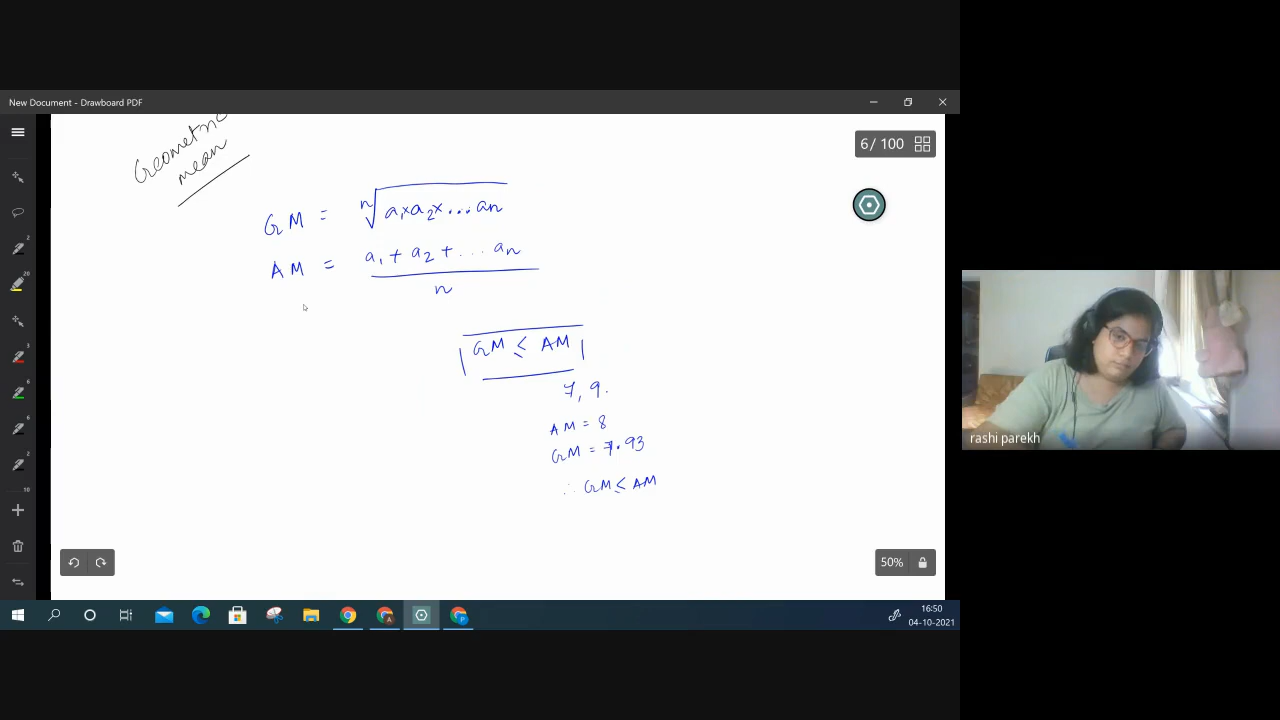 New Document - Drawboard PDF
6 / 100
Geometric
mean
GM = ⁿ√a₁×a₂×...aₙ
AM = a₁ + a₂ + ... aₙ
n
GM ≤ AM
7, 9.
AM = 8
GM = 7.93
∴ GM ≤ AM
rashi parekh
50%
16:50
04-10-2021